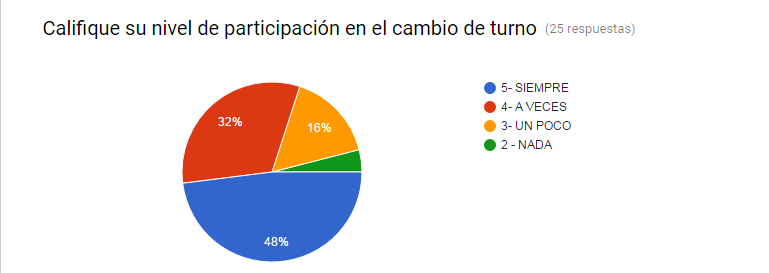 Califique su nivel de participación en el cambio de turno (25 respuestas)
5- SIEMPRE
4- A VECES
3- UN POCO
2 - NADA
32%
16%
48%